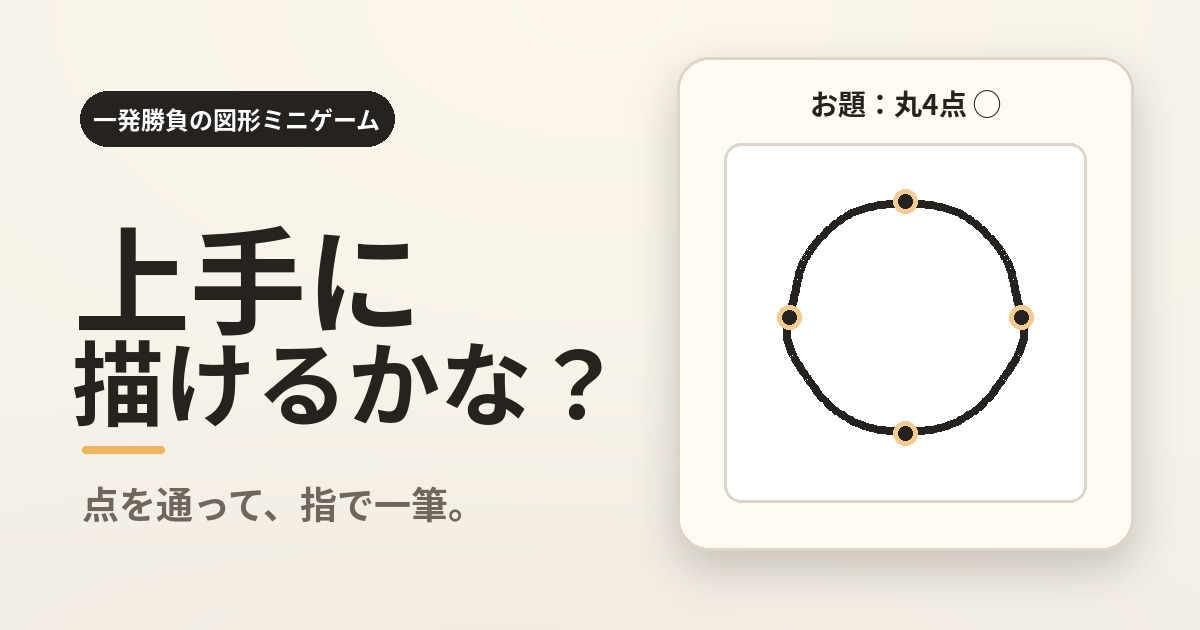 一発勝負の図形ミニゲーム
上手に
描けるかな？
点を通って、指で一筆。
お題：丸4点 ○